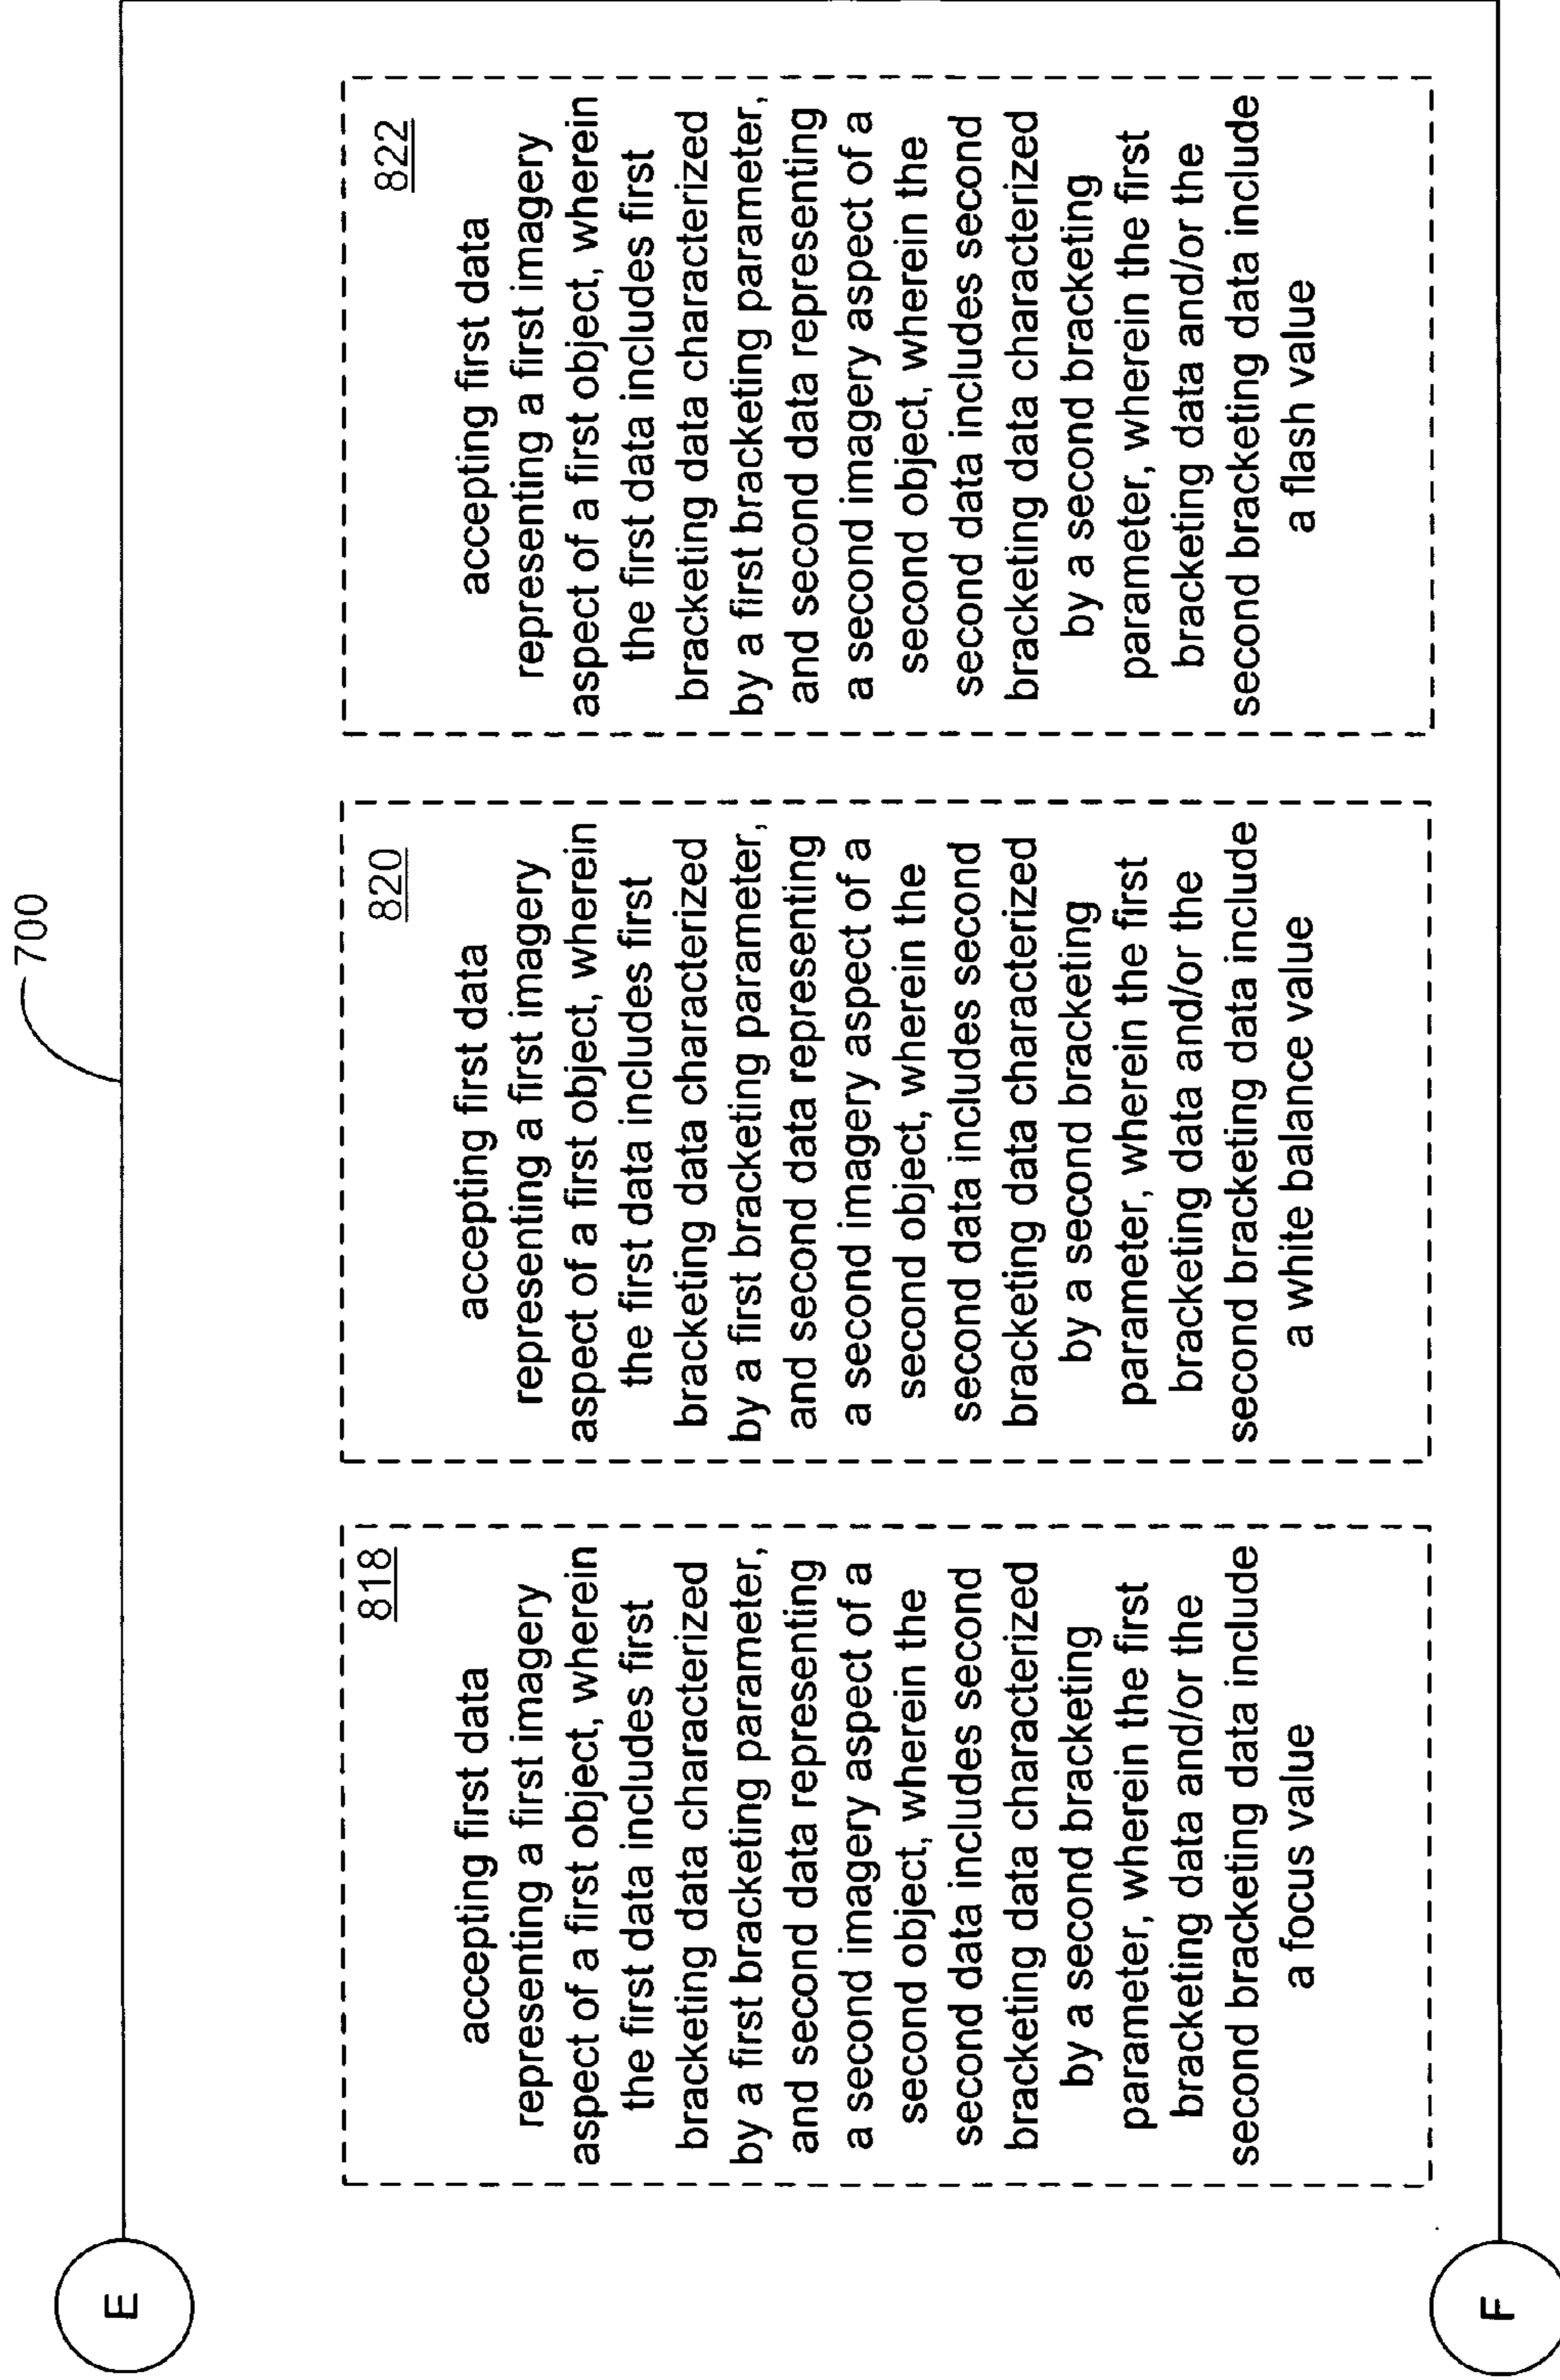 700
E
F
818
accepting first data
representing a first imagery
aspect of a first object, wherein
the first data includes first
bracketing data characterized
by a first bracketing parameter,
and second data representing
a second imagery aspect of a
second object, wherein the
second data includes second
bracketing data characterized
by a second bracketing
parameter, wherein the first
bracketing data and/or the
second bracketing data include
a focus value
820
accepting first data
representing a first imagery
aspect of a first object, wherein
the first data includes first
bracketing data characterized
by a first bracketing parameter,
and second data representing
a second imagery aspect of a
second object, wherein the
second data includes second
bracketing data characterized
by a second bracketing
parameter, wherein the first
bracketing data and/or the
second bracketing data include
a white balance value
822
accepting first data
representing a first imagery
aspect of a first object, wherein
the first data includes first
bracketing data characterized
by a first bracketing parameter,
and second data representing
a second imagery aspect of a
second object, wherein the
second data includes second
bracketing data characterized
by a second bracketing
parameter, wherein the first
bracketing data and/or the
second bracketing data include
a flash value